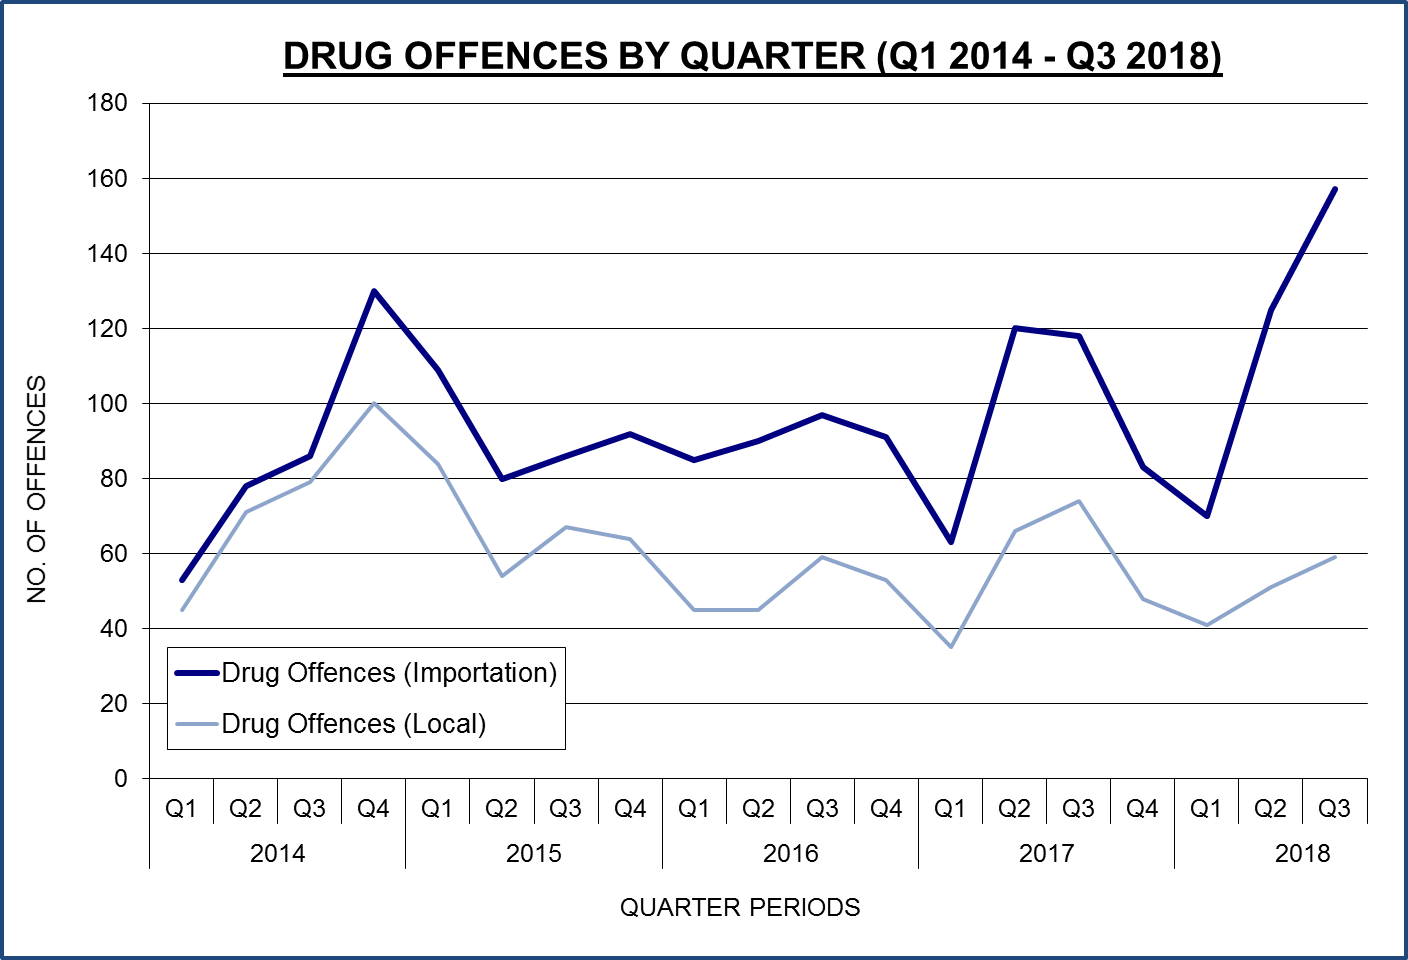 DRUG OFFENCES BY QUARTER (Q1 2014 - Q3 2018)
180
160
140
120
100
80
60
40
20
0
NO. OF OFFENCES
Drug Offences (Importation)
Drug Offences (Local)
Q1 Q2 Q3 Q4 Q1 Q2 Q3 Q4 Q1 Q2 Q3 Q4 Q1 Q2 Q3 Q4 Q1 Q2 Q3
2014 2015 2016 2017 2018
QUARTER PERIODS